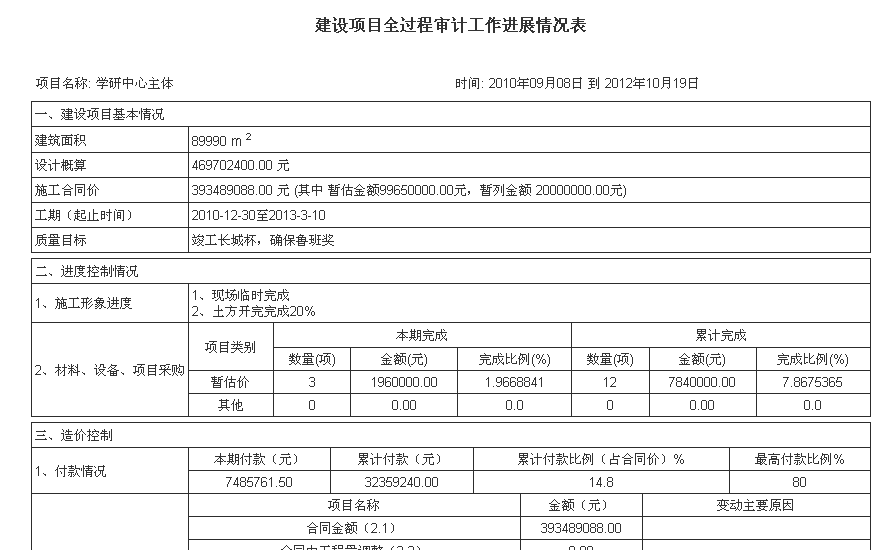 建设项目全过程审计工作进展情况表
项目名称: 学研中心主体 时间: 2010年09月08日 到 2012年10月19日
一、建设项目基本情况
建筑面积 89990 m 2
设计概算 469702400.00 元
施工合同价 393489088.00 元 (其中 暂估金额99650000.00元, 暂列金额 20000000.00元)
工期（起止时间） 2010-12-30至2013-3-10
质量目标 竣工长城杯，确保鲁班奖
二、进度控制情况
1、施工形象进度 1、现场临时完成
2、土方开完完成20%
2、材料、设备、项目采购 项目类别 本期完成 累计完成
数量(项) 金额(元) 完成比例(%) 数量(项) 金额(元) 完成比例(%)
暂估价 3 1960000.00 1.9668841 12 7840000.00 7.8675365
其他 0 0.00 0.0 0 0.00 0.0
三、造价控制
1、付款情况 本期付款（元） 累计付款（元） 累计付款比例（占合同价）% 最高付款比例%
7485761.50 32359240.00 14.8 80
项目名称 金额（元） 变动主要原因
合同金额（2.1） 393489088.00